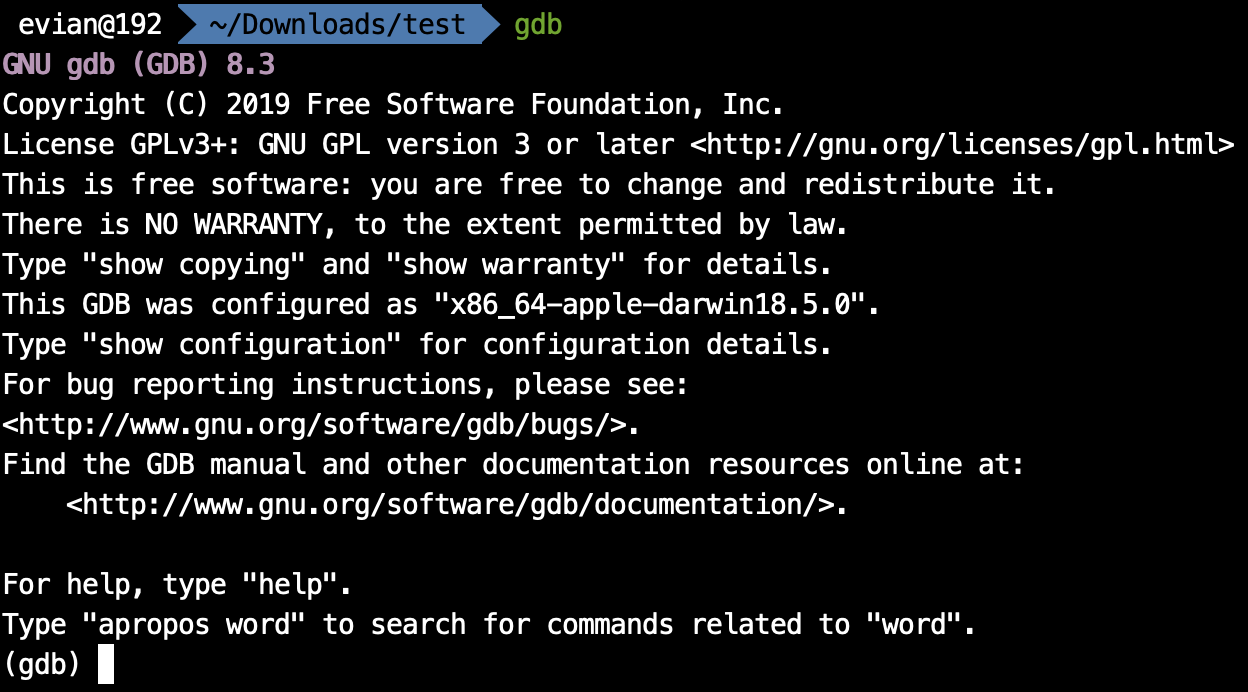 evian@192 ~/Downloads/test gdb
GNU gdb (GDB) 8.3
Copyright (C) 2019 Free Software Foundation, Inc.
License GPLv3+: GNU GPL version 3 or later <http://gnu.org/licenses/gpl.html>
This is free software: you are free to change and redistribute it.
There is NO WARRANTY, to the extent permitted by law.
Type "show copying" and "show warranty" for details.
This GDB was configured as "x86_64-apple-darwin18.5.0".
Type "show configuration" for configuration details.
For bug reporting instructions, please see:
<http://www.gnu.org/software/gdb/bugs/>.
Find the GDB manual and other documentation resources online at:
    <http://www.gnu.org/software/gdb/documentation/>.

For help, type "help".
Type "apropos word" to search for commands related to "word".
(gdb)